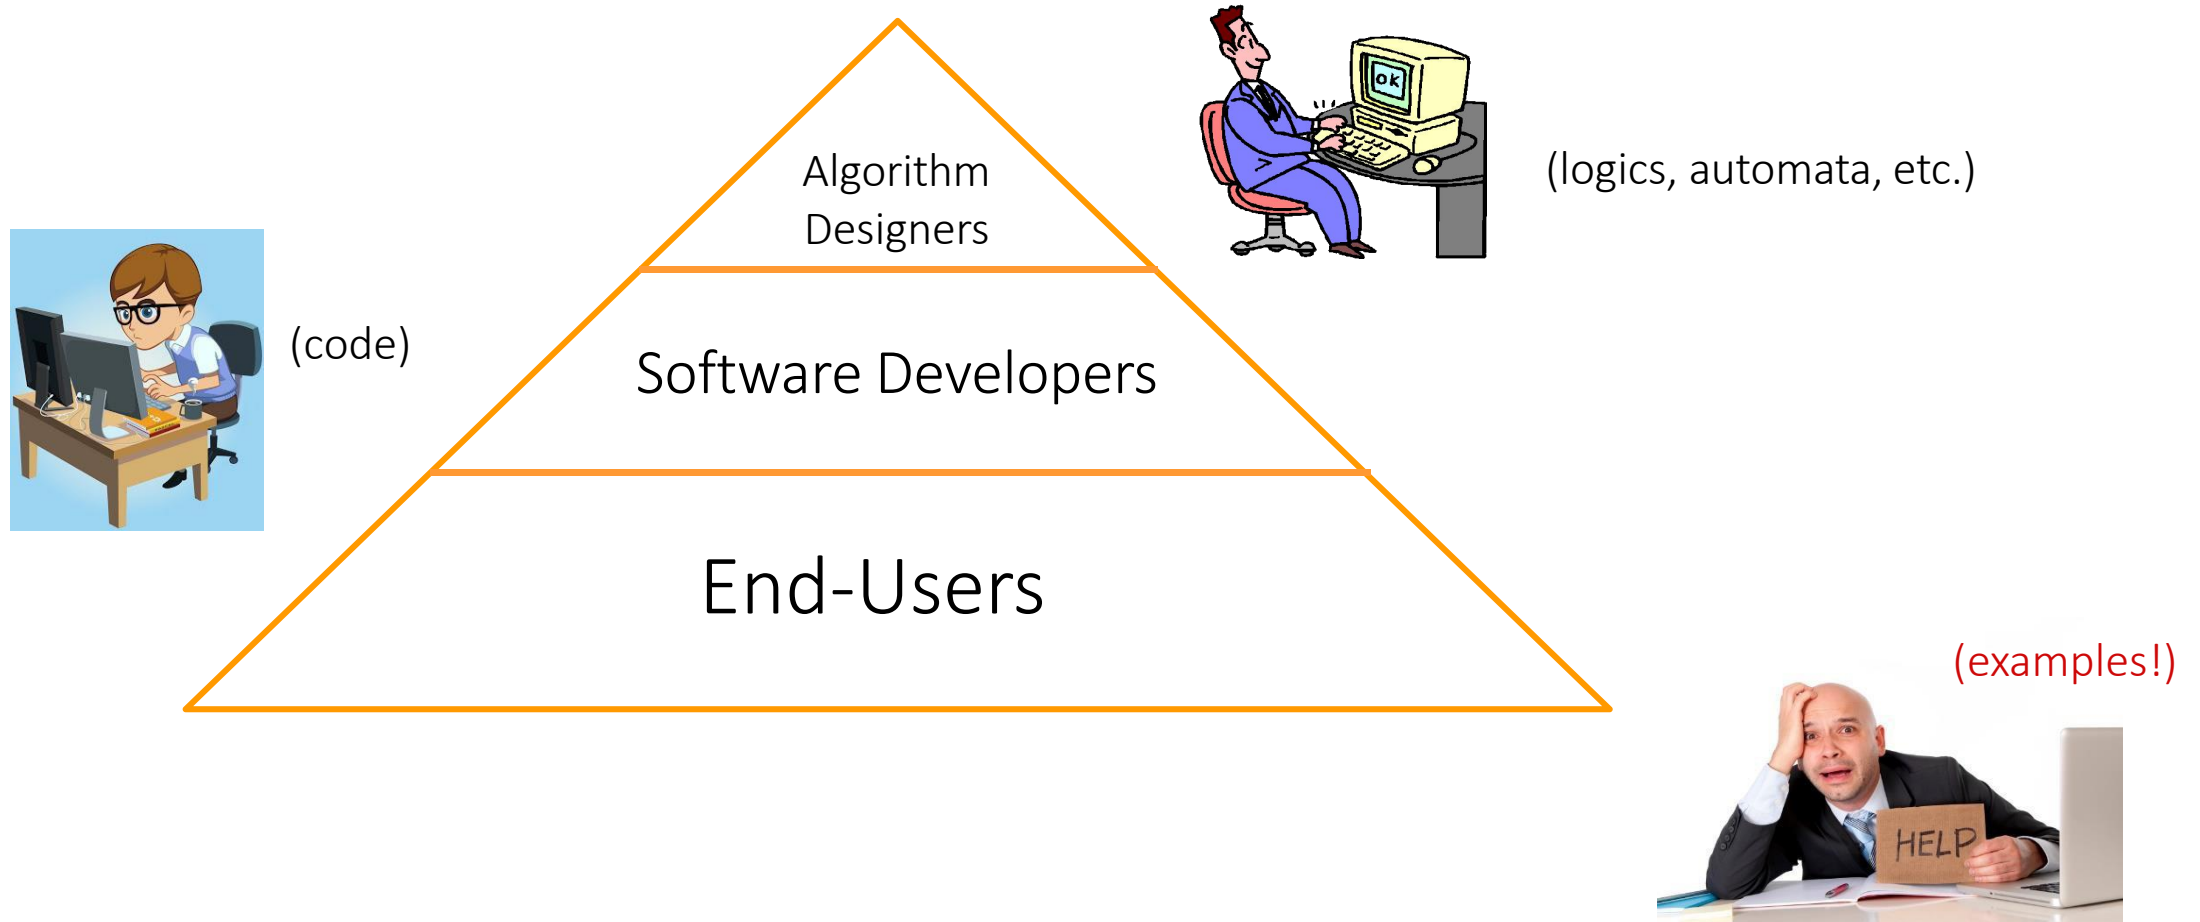 OK
Algorithm
Designers
(logics, automata, etc.)
(code)
Software Developers
End-Users
(examples!)
HELP